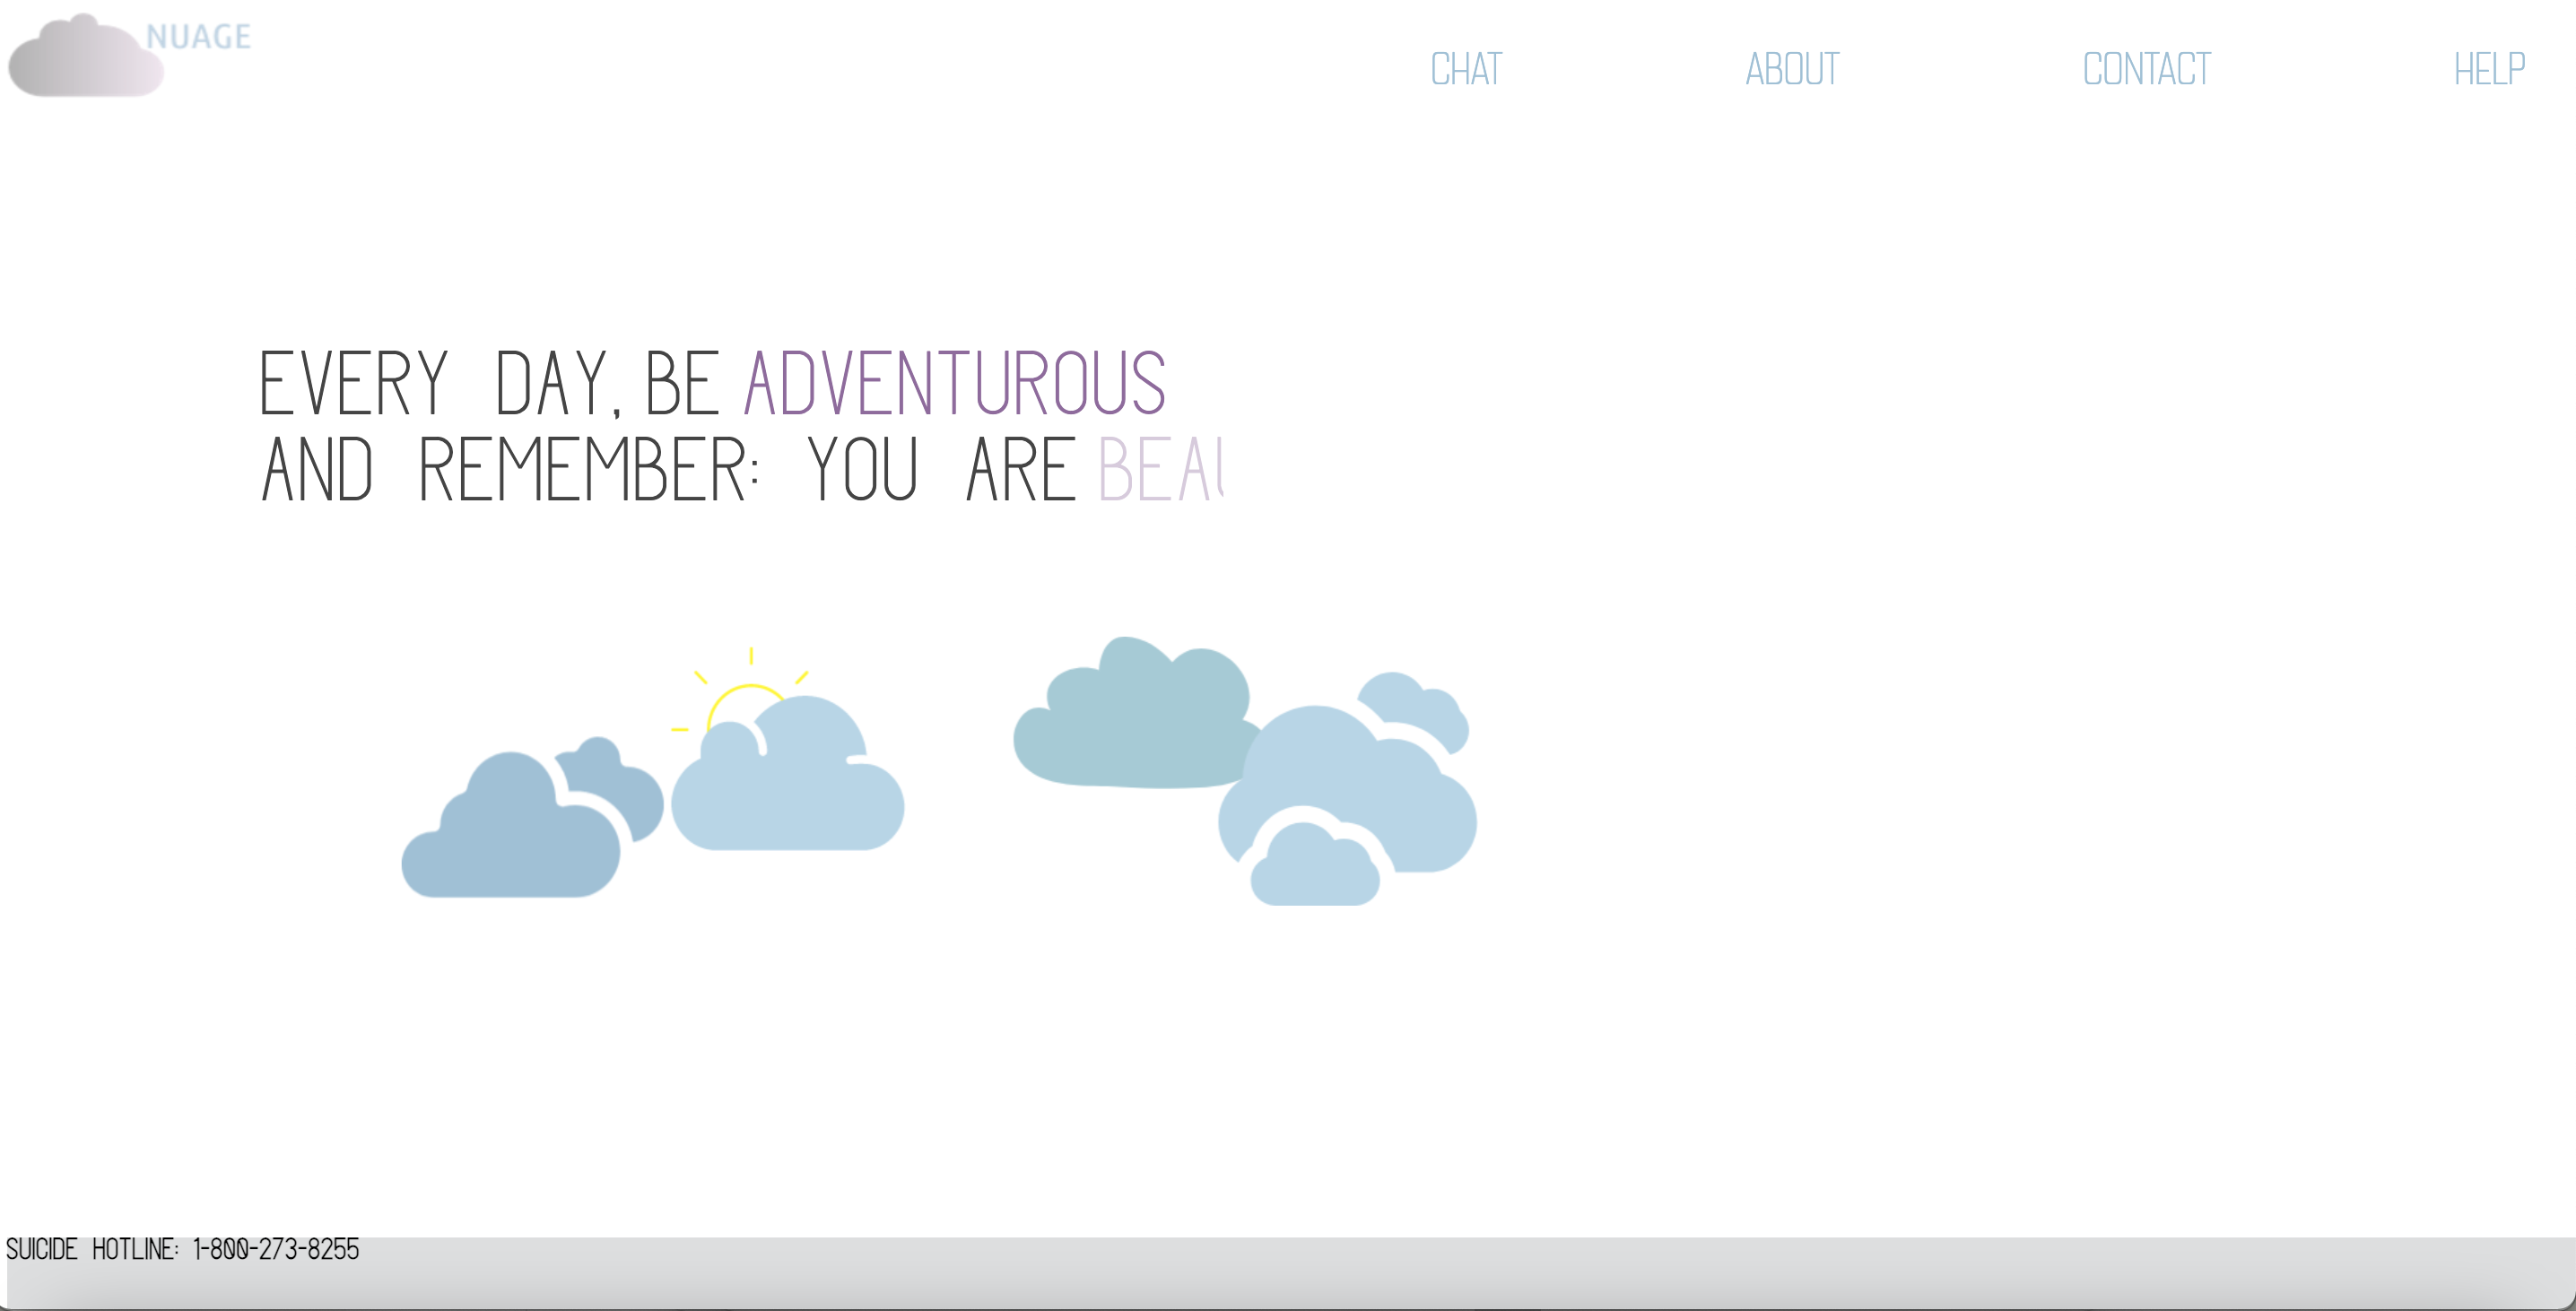 NUAGE
CHAT ABOUT CONTACT HELP
EVERY DAY, BE ADVENTUROUS
AND REMEMBER: YOU ARE BEAU
SUICIDE HOTLINE: 1-800-273-8255